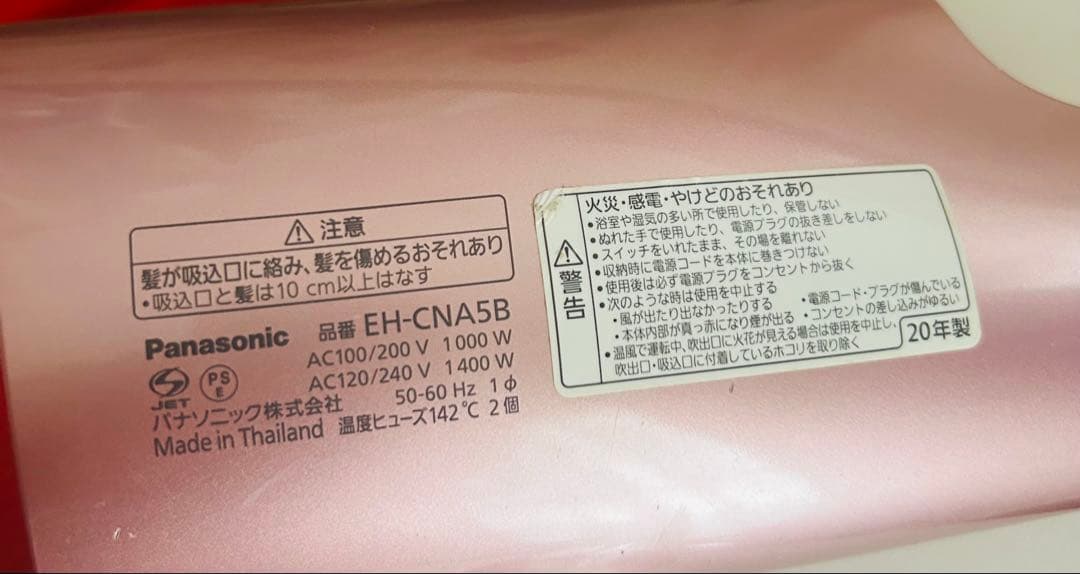 ⚠注意
髪が吸込口に絡み、髪を傷めるおそれあり
•吸込口と髪は10 cm以上はなす
Panasonic 品番 EH-CNA5B
AC100/200 V 1000 W
AC120/240 V 1400 W
50-60 Hz 1φ
JET
PS
E
パナソニック株式会社
Made in Thailand 温度ヒューズ142℃ 2個
⚠警告
火災・感電・やけどのおそれあり
•浴室や湿気の多い所で使用したり、保管しない
•ぬれた手で使用したり、電源プラグの抜き差しをしない
•スイッチをいれたまま、その場を離れない
•収納時に電源コードを本体に巻きつけない
•使用後は必ず電源プラグをコンセントから抜く
•次のような時は使用を中止する
・風が出たり出なかったりする ・電源コード・プラグが傷んでいる
・本体内部が真っ赤になり煙が出る ・コンセントの差し込みがゆるい
•温風で運転中、吹出口に火花が見える場合は使用を中止し、
吹出口・吸込口に付着しているホコリを取り除く
20年製